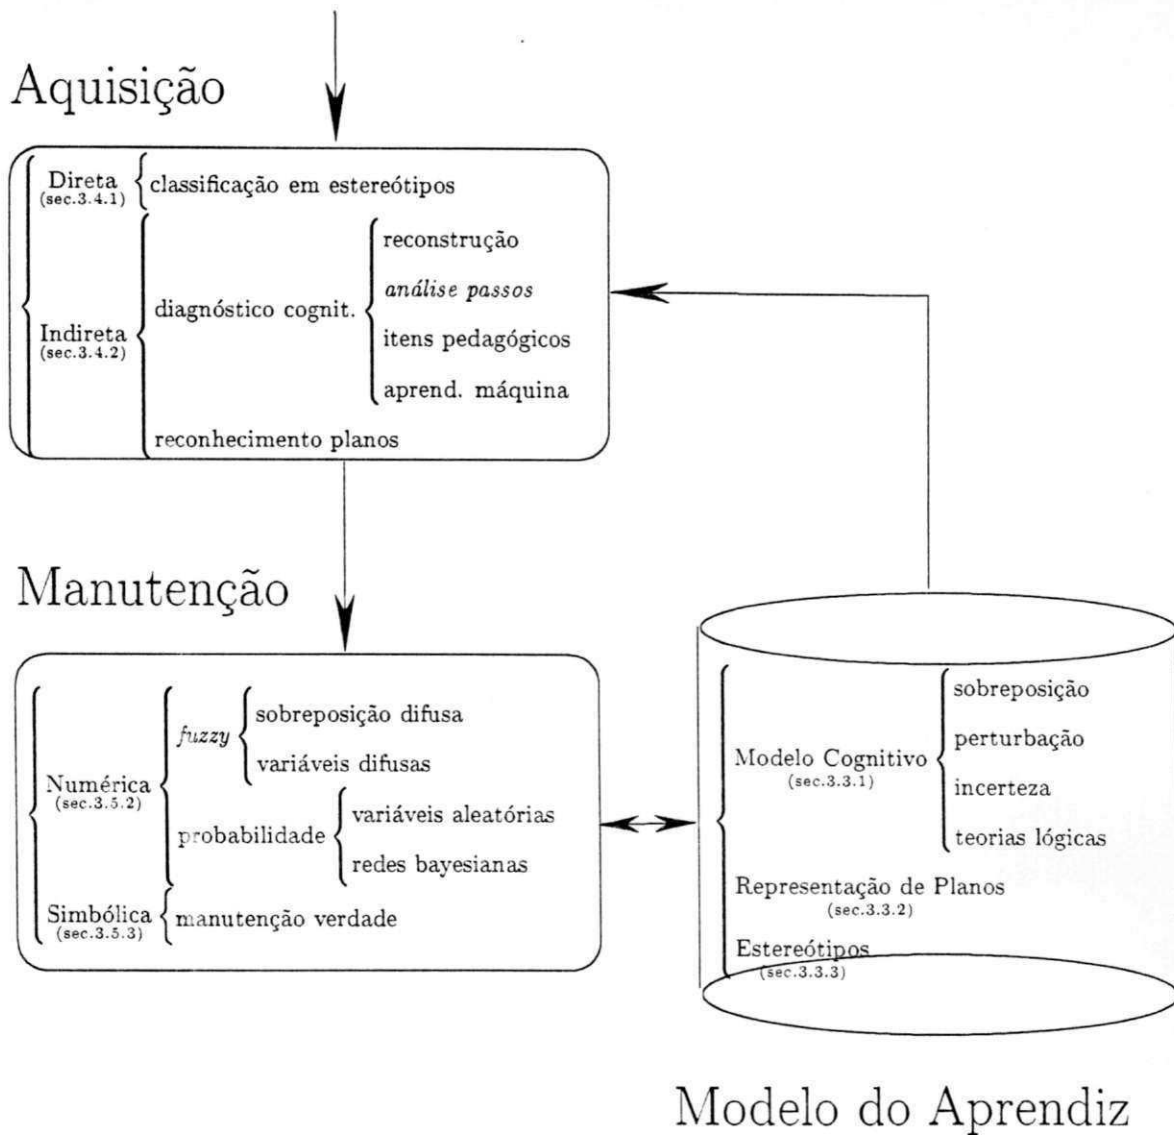 Aquisição
Direta
(sec.3.4.1)
classificação em estereótipos
Indireta
(sec.3.4.2)
diagnóstico cognit.
reconstrução
análise passos
itens pedagógicos
aprend. máquina
reconhecimento planos
Manutenção
Numérica
(sec.3.5.2)
fuzzy
sobreposição difusa
variáveis difusas
probabilidade
variáveis aleatórias
redes bayesianas
Simbólica
(sec.3.5.3)
manutenção verdade
Modelo Cognitivo
(sec.3.3.1)
sobreposição
perturbação
incerteza
teorias lógicas
Representação de Planos
(sec.3.3.2)
Estereótipos
(sec.3.3.3)
Modelo do Aprendiz